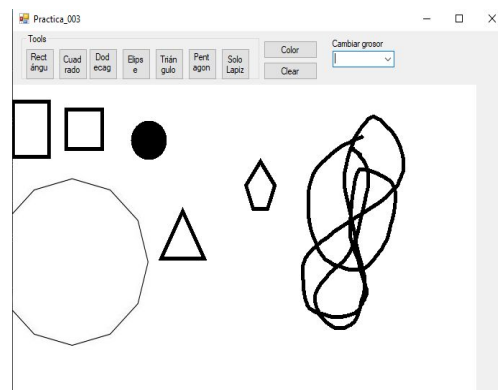 Practica_003
Tools
Rect
ángu
Cuad
rado
Dod
ecag
Elips
e
Trián
gulo
Pent
agon
Solo
Lapiz
Color
Clear
Cambiar grosor